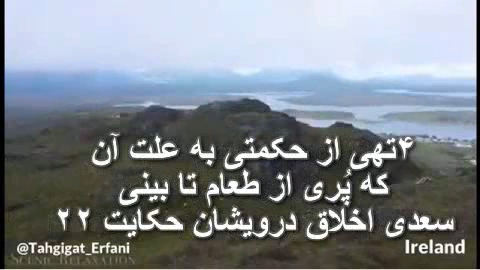 ۴تهی از حکمتی به علت آن
که پُری از طعام تا بینی
سعدی اخلاق درویشان حکایت ۲۲
@Tahgigat_Erfani
Ireland
SCENIC RELAXATION